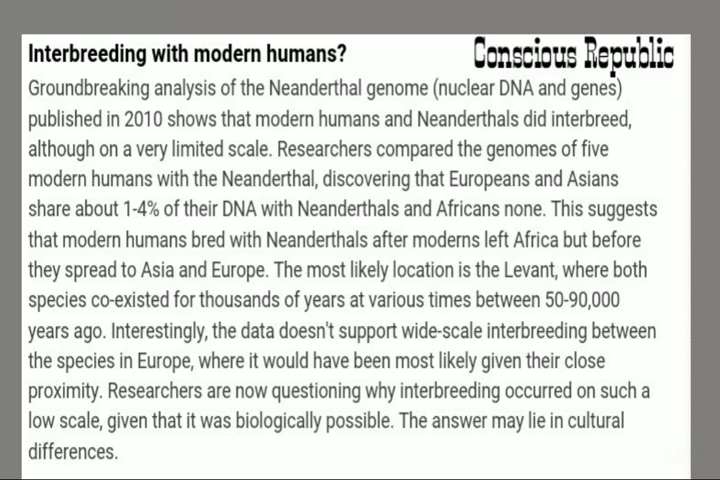 Interbreeding with modern humans?
Conscious Republic
Groundbreaking analysis of the Neanderthal genome (nuclear DNA and genes)
published in 2010 shows that modern humans and Neanderthals did interbreed,
although on a very limited scale. Researchers compared the genomes of five
modern humans with the Neanderthal, discovering that Europeans and Asians
share about 1-4% of their DNA with Neanderthals and Africans none. This suggests
that modern humans bred with Neanderthals after moderns left Africa but before
they spread to Asia and Europe. The most likely location is the Levant, where both
species co-existed for thousands of years at various times between 50-90,000
years ago. Interestingly, the data doesn't support wide-scale interbreeding between
the species in Europe, where it would have been most likely given their close
proximity. Researchers are now questioning why interbreeding occurred on such a
low scale, given that it was biologically possible. The answer may lie in cultural
differences.